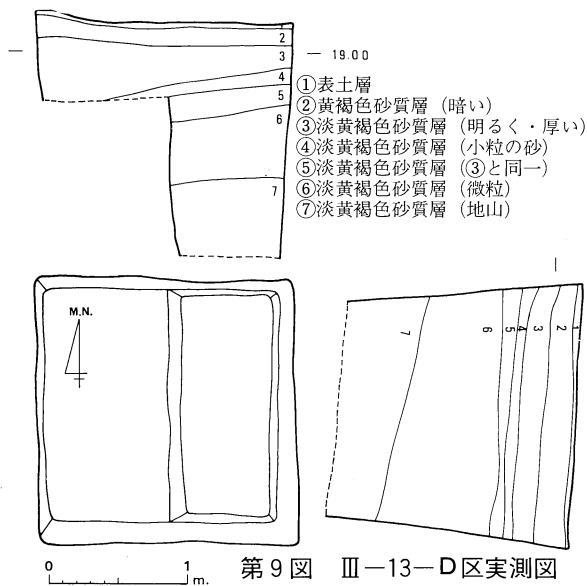 1
2
3
4
5
6
7
— 19.00
①表土層
②黄褐色砂質層（暗い）
③淡黄褐色砂質層（明るく・厚い）
④淡黄褐色砂質層（小粒の砂）
⑤淡黄褐色砂質層（③と同一）
⑥淡黄褐色砂質層（微粒）
⑦淡黄褐色砂質層（地山）
M.N.
7
6
5
4
3
2
1
0 1 m.
第9図 Ⅲ－13－D区実測図